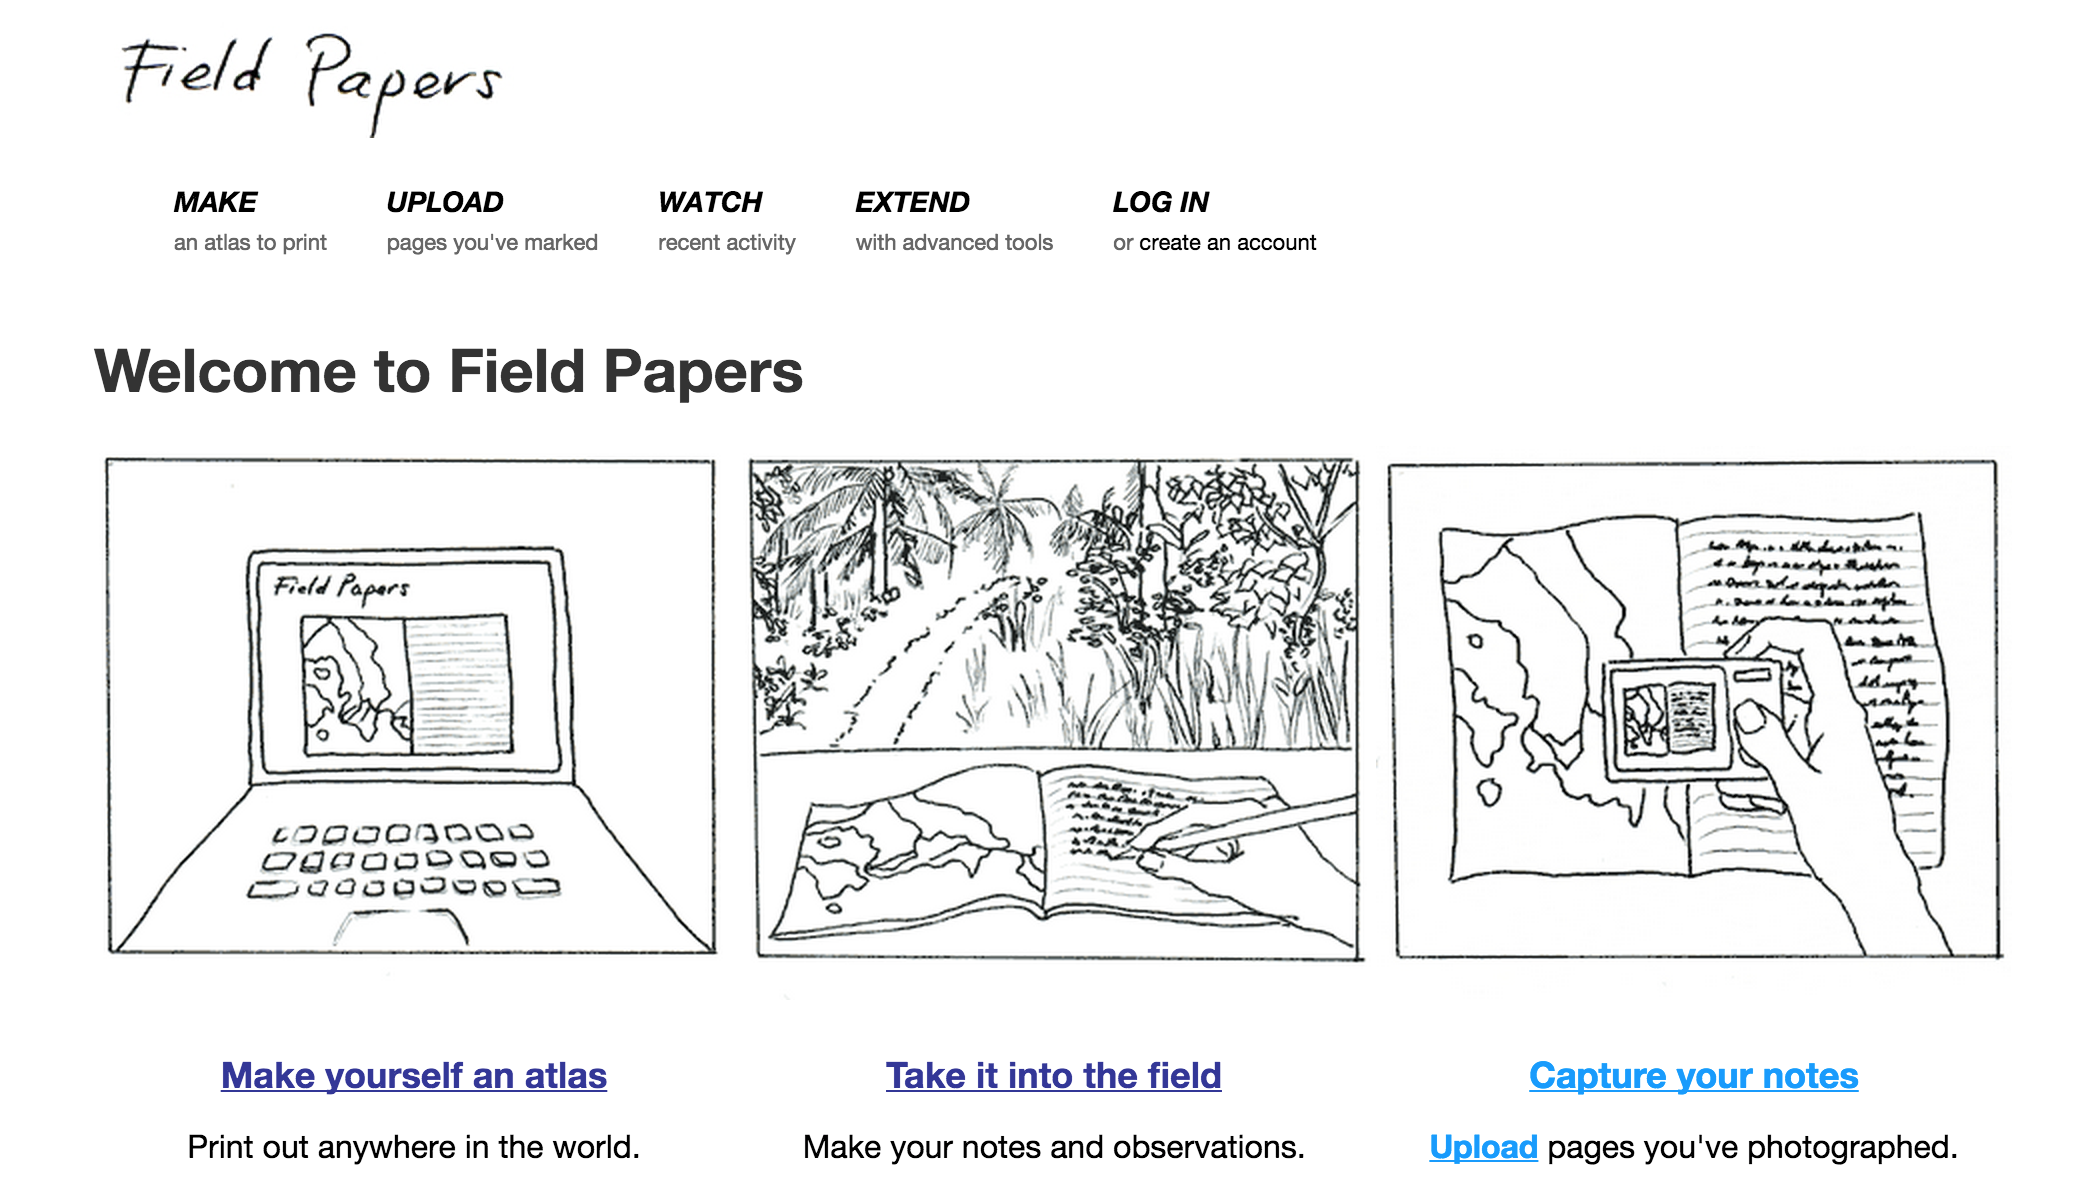 Field Papers
MAKE
an atlas to print
UPLOAD
pages you've marked
WATCH
recent activity
EXTEND
with advanced tools
LOG IN
or create an account
Welcome to Field Papers
Field Papers
Make yourself an atlas
Print out anywhere in the world.
Take it into the field
Make your notes and observations.
Capture your notes
Upload pages you've photographed.